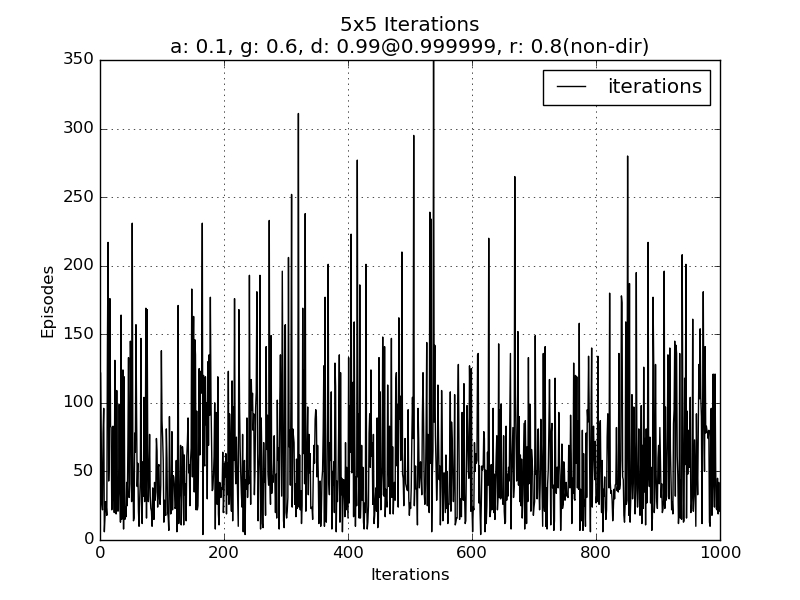 5x5 Iterations
a: 0.1, g: 0.6, d: 0.99@0.999999, r: 0.8(non-dir)
iterations
350
300
250
200
150
100
50
0
Episodes
0 200 400 600 800 1000
Iterations